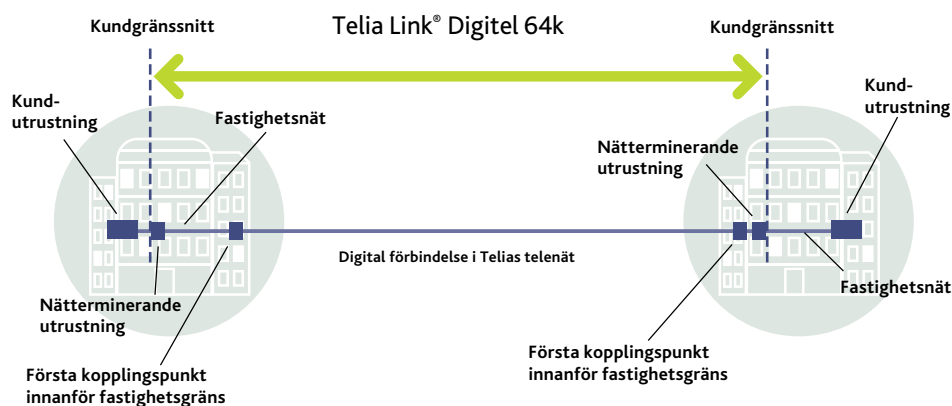 Telia Link® Digitel 64k
Kundgränssnitt
Kundgränssnitt
Kund-
utrustning
Fastighetsnät
Kund-
utrustning
Nätterminerande
utrustning
Digital förbindelse i Telias telenät
Fastighetsnät
Nätterminerande
utrustning
Första kopplingspunkt
innanför fastighetsgräns
Första kopplingspunkt
innanför fastighetsgräns